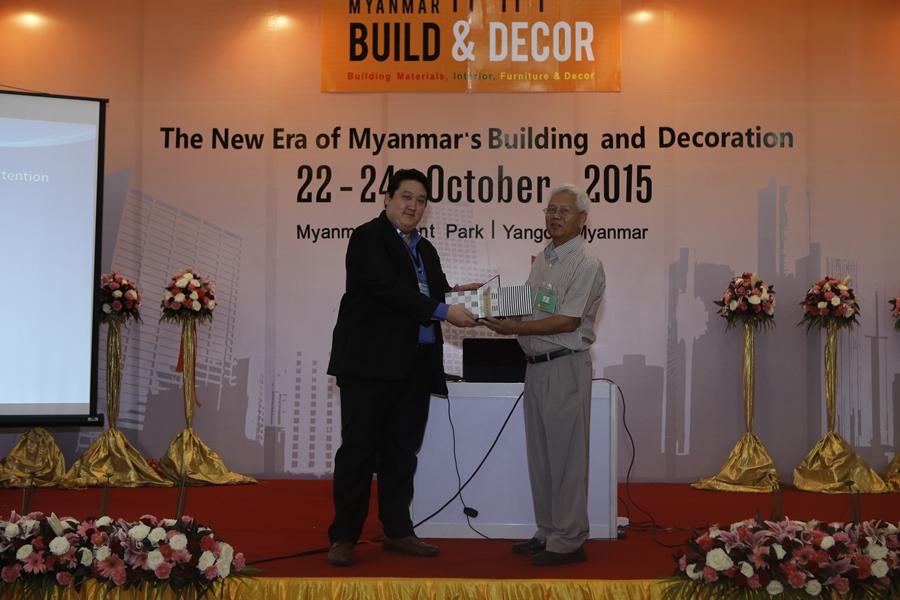 MYANMAR
BUILD & DECOR
Building Materials, Interior, Furniture & Decor
The New Era of Myanmar's Building and Decoration
22 - 24 October 2015
Park | Yangon, Myanmar
tention